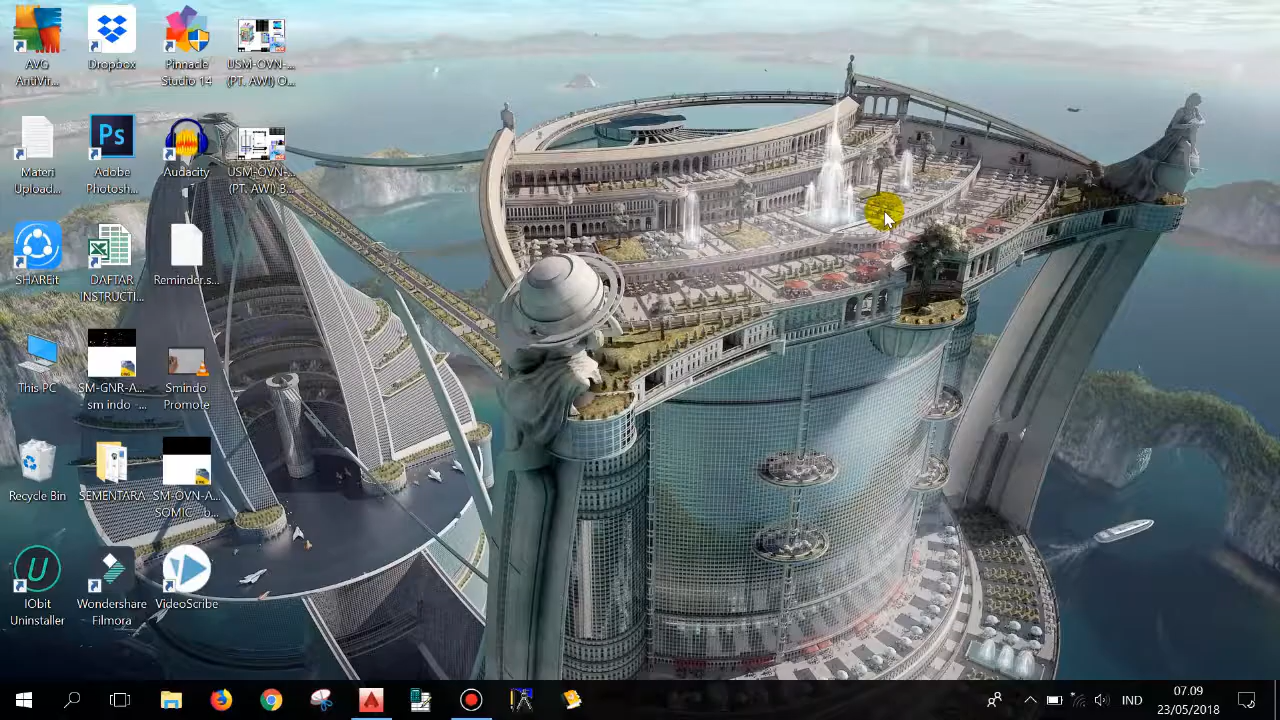 AVG
AntiVir...
Dropbox
Pinnacle
Studio 14
USM-OVN-...
(PT. AWI) O...
Materi
Upload...
Ps
Adobe
Photosh...
Audacity
USM-OVN-...
(PT. AWI) B...
SHAREit
DAFTAR
INSTRUCTI...
Reminder.s...
This PC
SM-GNR-A...
sm indo -...
Smindo
Promote
Recycle Bin
SEMENTARA
SM-OVN-A...
SOMIC - b...
U
IObit
Uninstaller
Wondershare
Filmora
VideoScribe
IND
07.09
23/05/2018